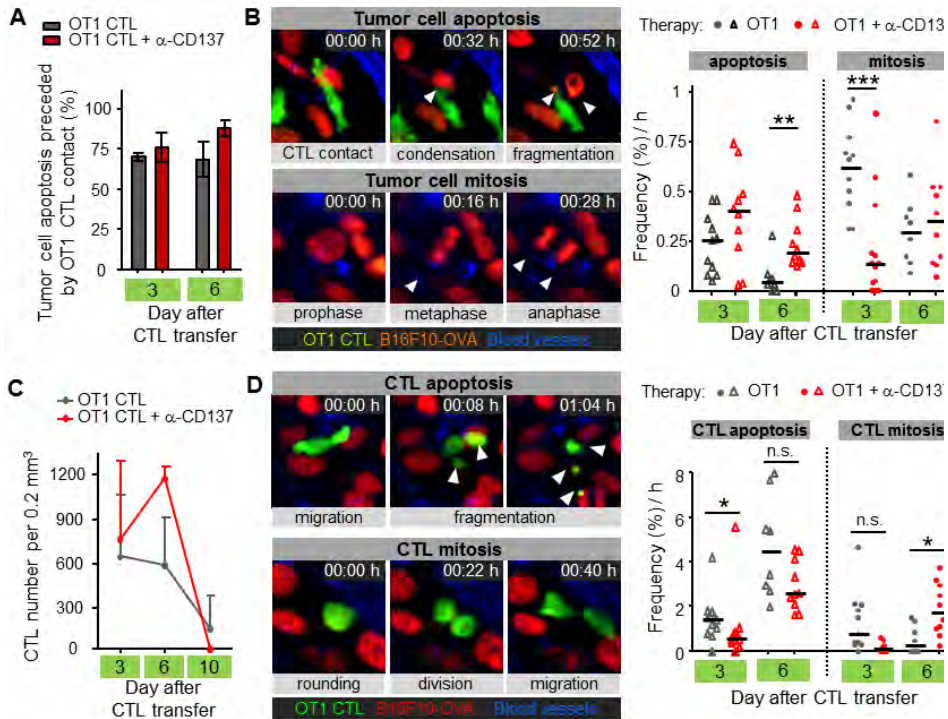 A
OT1 CTL
OT1 CTL + α-CD137
Tumor cell apoptosis preceded
by OT1 CTL contact (%)
100
75
50
25
0
3 6
Day after
CTL transfer
B
Tumor cell apoptosis
00:00 h 00:32 h 00:52 h
CTL contact condensation fragmentation
Tumor cell mitosis
00:00 h 00:16 h 00:28 h
prophase metaphase anaphase
OT1 CTL B16F10-OVA Blood vessels
Therapy: OT1 OT1 + α-CD13
apoptosis mitosis
*** 
**
Frequency (%) / h
1
0.75
0.5
0.25
0
3 6 3 6
Day after CTL transfer
C
OT1 CTL
OT1 CTL + α-CD137
CTL number per 0.2 mm³
1200
900
600
300
0
3 6 10
Day after
CTL transfer
D
CTL apoptosis
00:00 h 00:08 h 01:04 h
migration fragmentation
CTL mitosis
00:00 h 00:22 h 00:40 h
rounding division migration
OT1 CTL B16F10-OVA Blood vessels
Therapy: OT1 OT1 + α-CD13
CTL apoptosis CTL mitosis
n.s.
*
n.s.
*
Frequency (%) / h
8
6
4
2
0
3 6 3 6
Day after CTL transfer